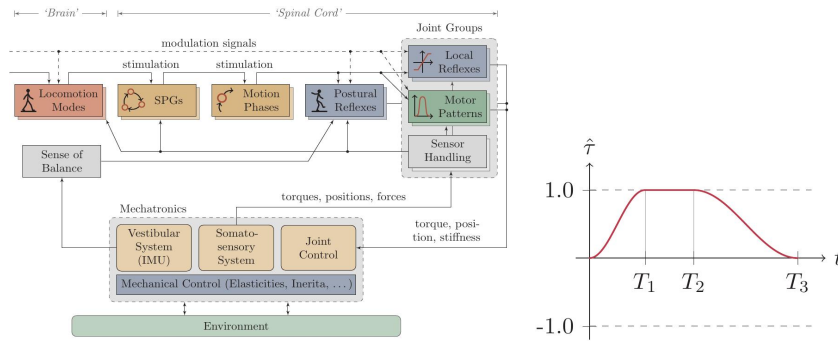 'Brain'
'Spinal Cord'
Joint Groups
modulation signals
stimulation
stimulation
Local
Reflexes
Locomotion
Modes
SPGs
Motion
Phases
Postural
Reflexes
Motor
Patterns
Sensor
Handling
Sense of
Balance
torques, positions, forces
Mechatronics
torque, posi-
tion, stiffness
Vestibular
System
(IMU)
Somato-
sensory
System
Joint
Control
Mechanical Control (Elasticities, Inerita, ...)
Environment
τ̂
1.0
t
T1
T2
T3
-1.0